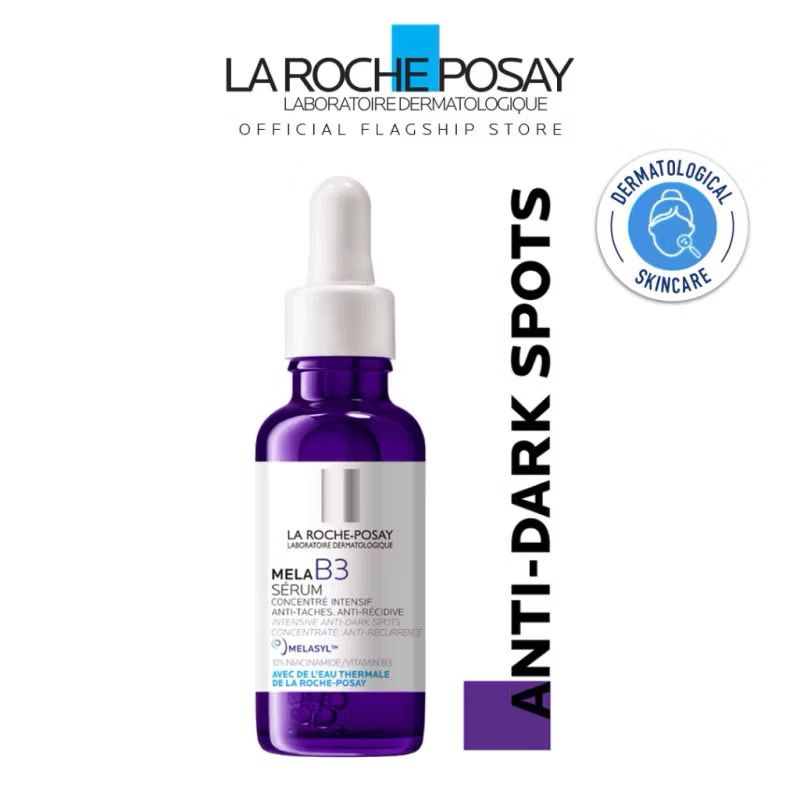 LA ROCHE POSAY
LABORATOIRE DERMATOLOGIQUE
OFFICIAL FLAGSHIP STORE
DERMATOLOGICAL
SKINCARE
ANTI-DARK SPOTS
LA ROCHE-POSAY
LABORATOIRE DERMATOLOGIQUE
MELA B3
SÉRUM
CONCENTRÉ INTENSIF
ANTI-TACHES. ANTI-RÉCIDIVE
INTENSIVE ANTI-DARK SPOTS
CONCENTRATE. ANTI-RECURRENCE
MELASYL™
10% NIACINAMIDE / VITAMIN B3
AVEC DE L'EAU THERMALE
DE LA ROCHE-POSAY